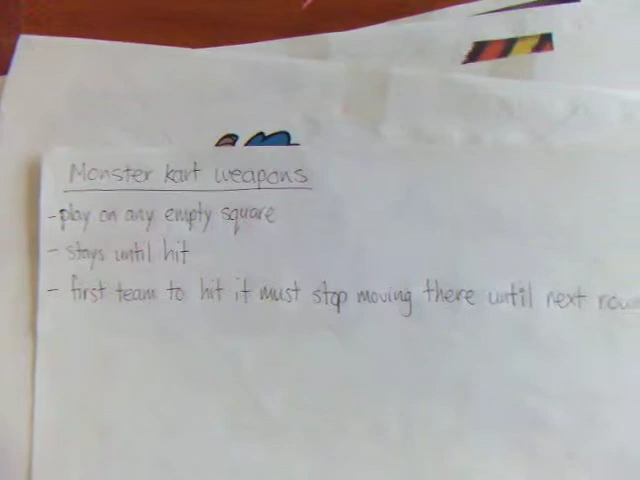 Monster kart weapons
- play on any empty square
- stays until hit
- first team to hit it must stop moving there until next